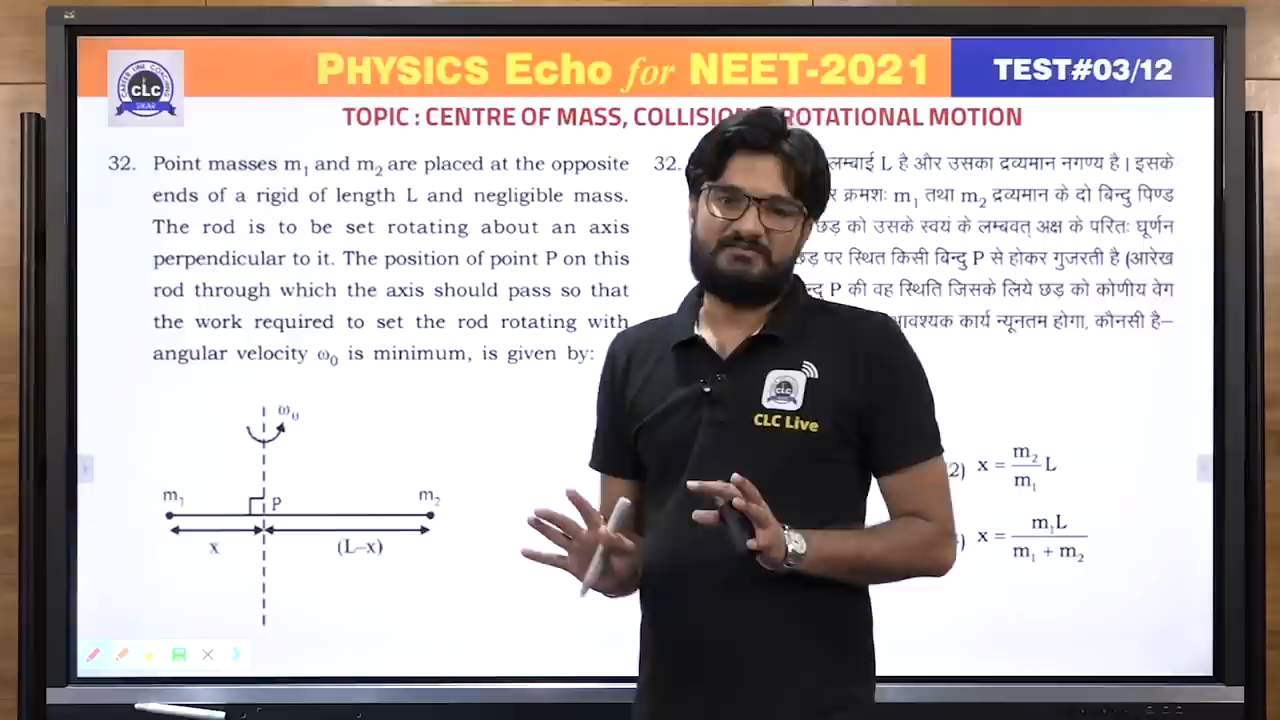 PHYSICS Echo for NEET-2021
TEST#03/12
CLC
SIKAR
TOPIC : CENTRE OF MASS, COLLISION ROTATIONAL MOTION
32. Point masses m₁ and m₂ are placed at the opposite
ends of a rigid of length L and negligible mass.
The rod is to be set rotating about an axis
perpendicular to it. The position of point P on this
rod through which the axis should pass so that
the work required to set the rod rotating with
angular velocity ω₀ is minimum, is given by:
ω₀
m₁ P m₂
x (L–x)
32. लम्बाई L है और उसका द्रव्यमान नगण्य है। इसके
क्रमशः m₁ तथा m₂ द्रव्यमान के दो बिन्दु पिण्ड
छड़ को उसके स्वयं के लम्बवत् अक्ष के परितः घूर्णन
पर स्थित किसी बिन्दु P से होकर गुजरती है (आरेख
P की वह स्थिति जिसके लिये छड़ को कोणीय वेग
कार्य न्यूनतम होगा, कौनसी है–
2) x = m₂/m₁ L
) x = m₁L/(m₁ + m₂)
CLC
CLC Live